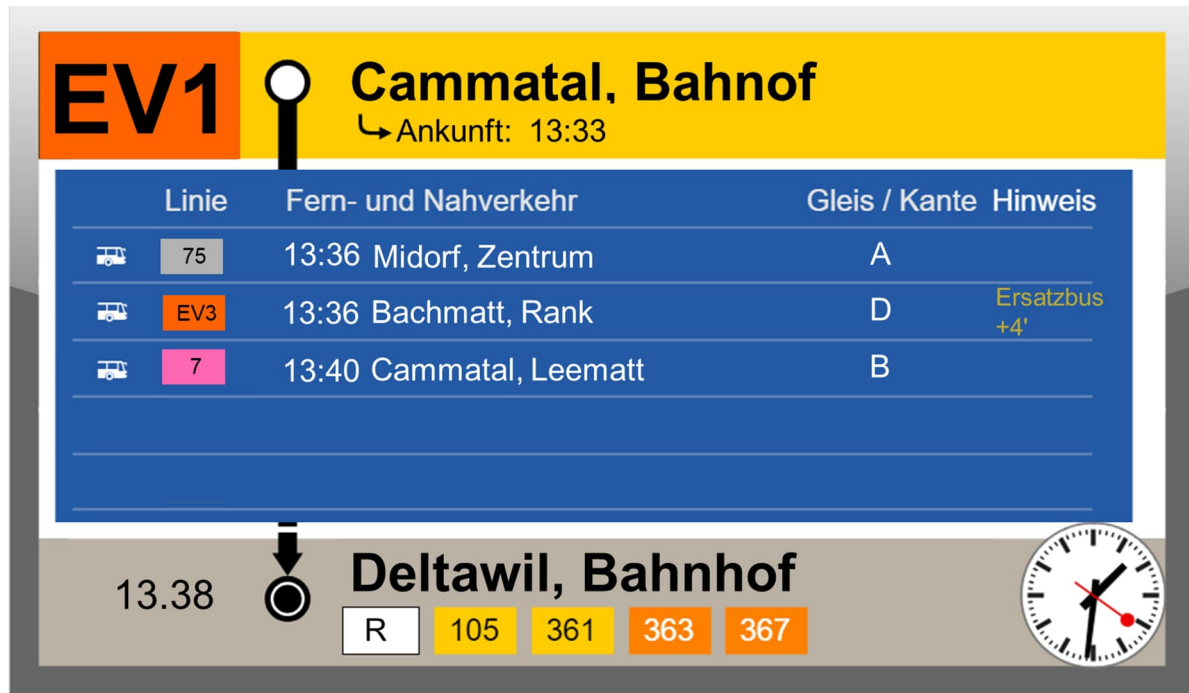 EV1 Cammatal, Bahnof
Ankunft: 13:33
Linie Fern- und Nahverkehr Gleis / Kante Hinweis
75 13:36 Midorf, Zentrum A
EV3 13:36 Bachmatt, Rank D Ersatzbus
+4'
7 13:40 Cammatal, Leematt B
13.38 Deltawil, Bahnhof
R 105 361 363 367